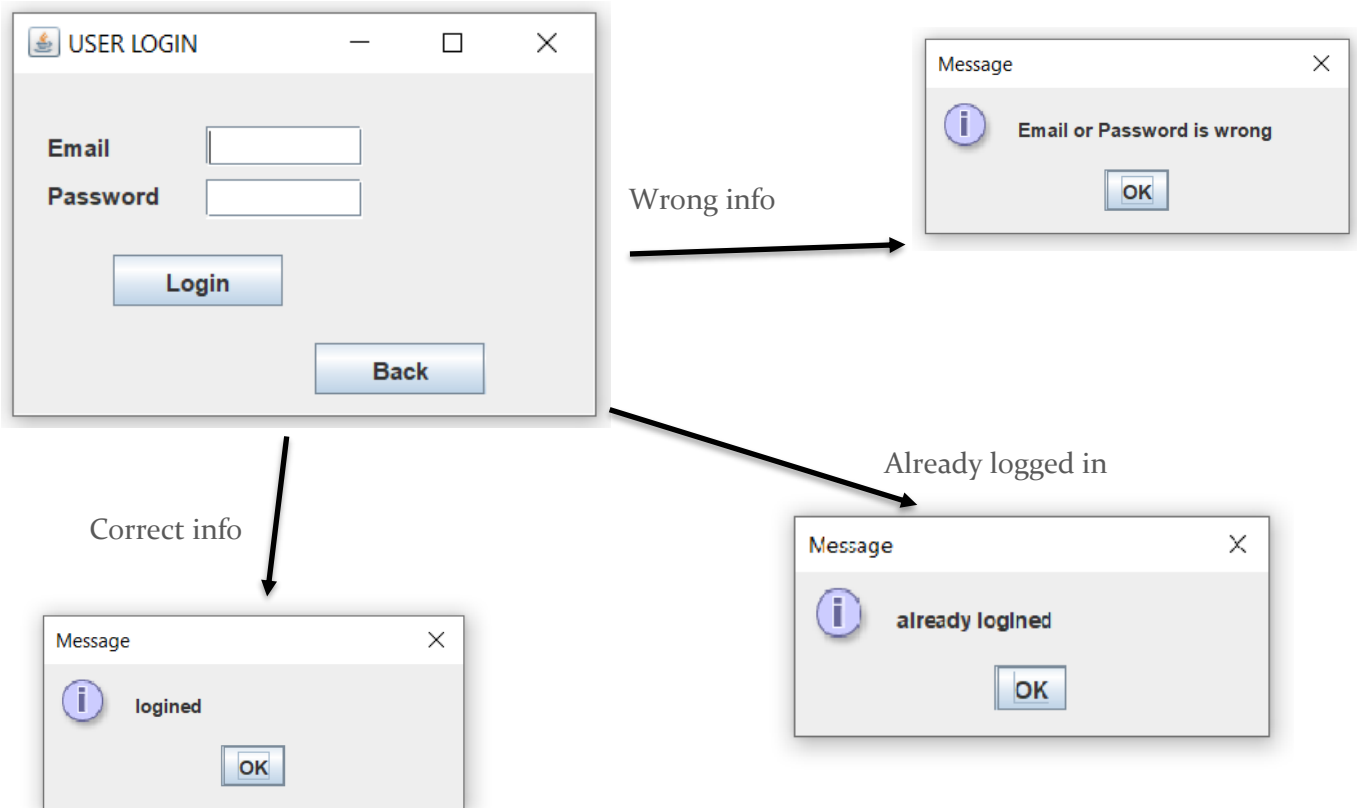 USER LOGIN
Email
Password
Login
Back
Wrong info
Message
Email or Password is wrong
OK
Already logged in
Message
already logined
OK
Correct info
Message
logined
OK